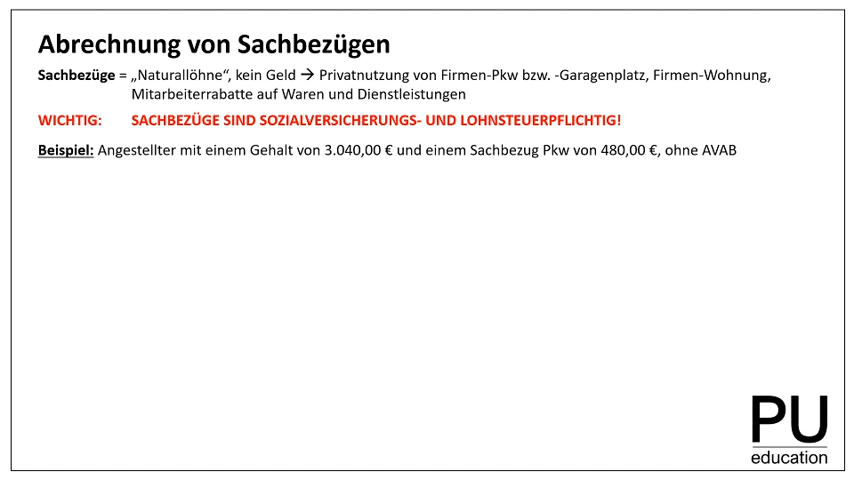 Abrechnung von Sachbezügen
Sachbezüge = „Naturallöhne“, kein Geld → Privatnutzung von Firmen-Pkw bzw. -Garagenplatz, Firmen-Wohnung,
Mitarbeiterrabatte auf Waren und Dienstleistungen
WICHTIG: SACHBEZÜGE SIND SOZIALVERSICHERUNGS- UND LOHNSTEUERPFLICHTIG!
Beispiel: Angestellter mit einem Gehalt von 3.040,00 € und einem Sachbezug Pkw von 480,00 €, ohne AVAB
PU
education